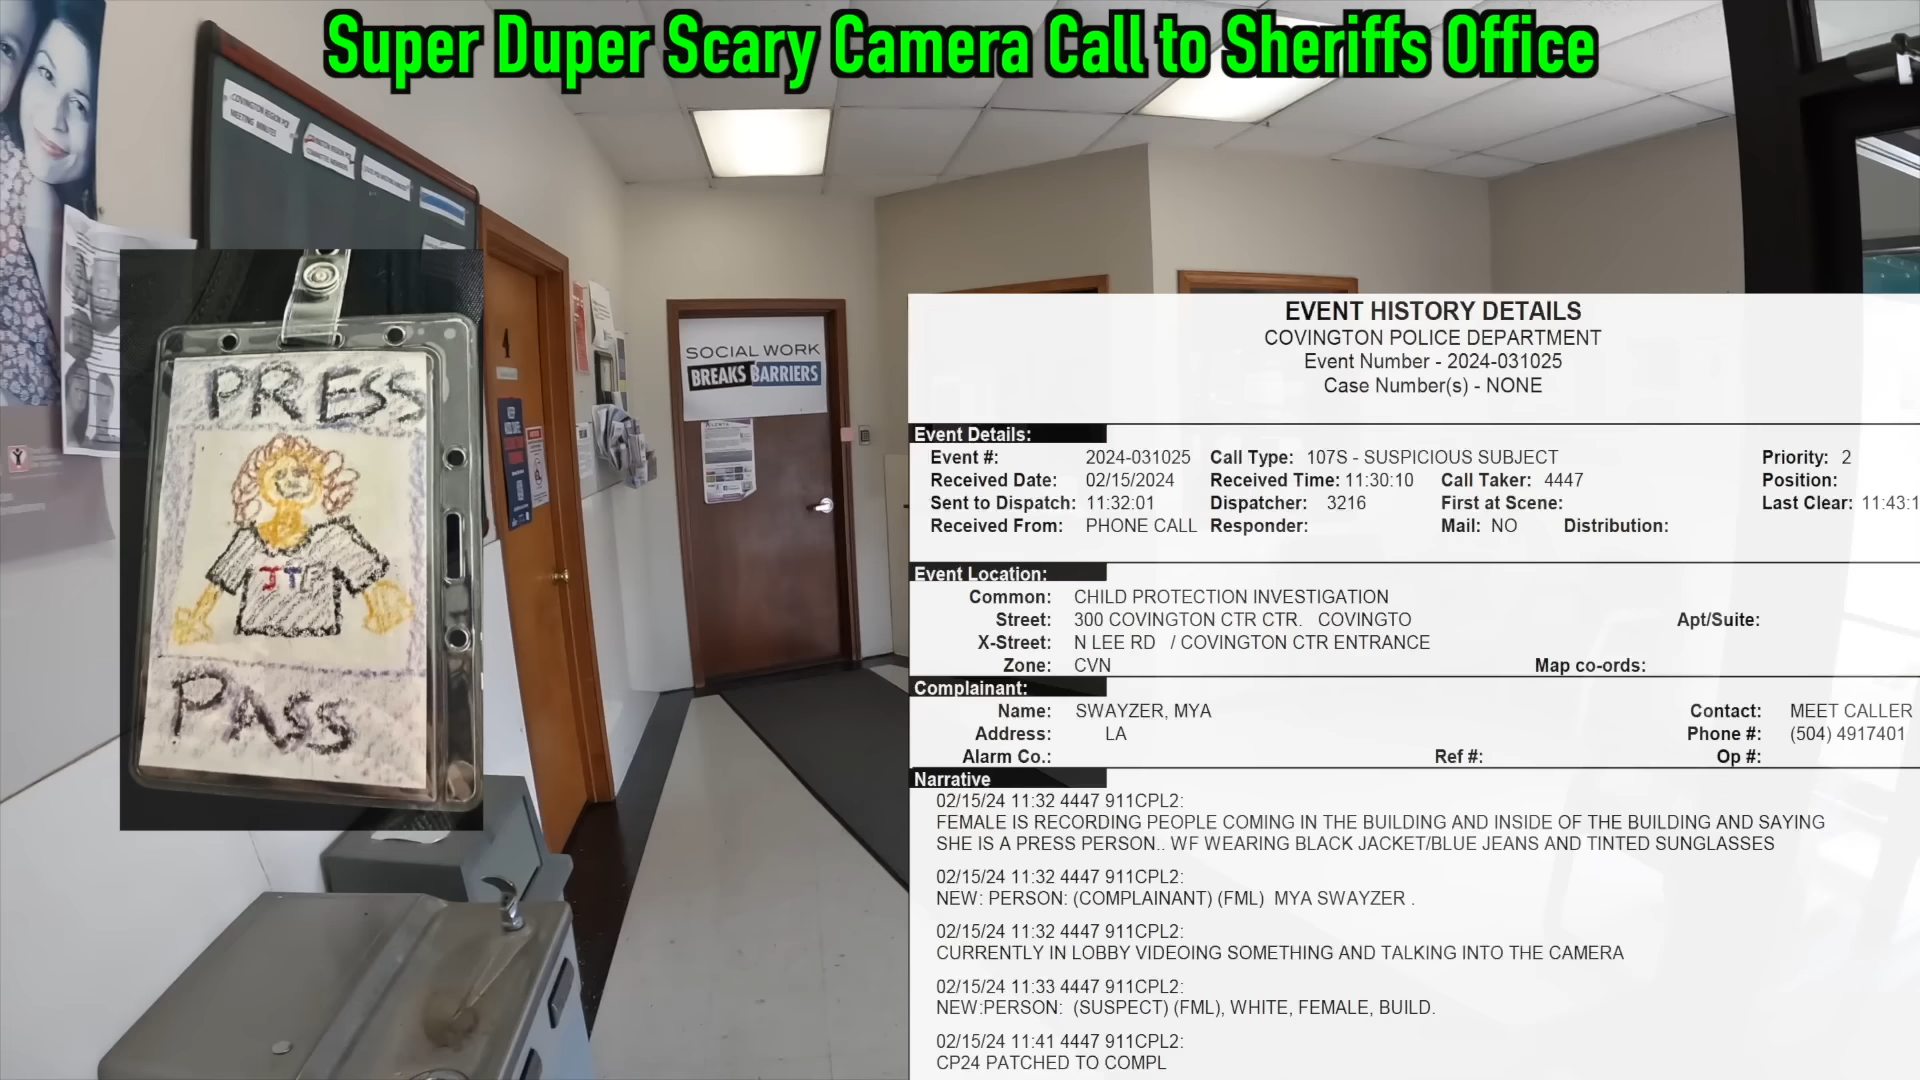 Super Duper Scary Camera Call to Sheriffs Office
COVINGTON REGION
MEETING MINUTES
COVINGTON REGION
COMMITTEE MEMBERS
PRESS
JTP
PASS
4
SOCIAL WORK
BREAKS BARRIERS
EVENT HISTORY DETAILS
COVINGTON POLICE DEPARTMENT
Event Number - 2024-031025
Case Number(s) - NONE
Event Details:
Event #: 2024-031025 Call Type: 107S - SUSPICIOUS SUBJECT Priority: 2
Received Date: 02/15/2024 Received Time: 11:30:10 Call Taker: 4447 Position:
Sent to Dispatch: 11:32:01 Dispatcher: 3216 First at Scene: Last Clear: 11:43:1
Received From: PHONE CALL Responder: Mail: NO Distribution:
Event Location:
Common: CHILD PROTECTION INVESTIGATION
Street: 300 COVINGTON CTR CTR. COVINGTO Apt/Suite:
X-Street: N LEE RD / COVINGTON CTR ENTRANCE
Zone: CVN Map co-ords:
Complainant:
Name: SWAYZER, MYA Contact: MEET CALLER
Address: LA Phone #: (504) 4917401
Alarm Co.: Ref #: Op #:
Narrative
02/15/24 11:32 4447 911CPL2:
FEMALE IS RECORDING PEOPLE COMING IN THE BUILDING AND INSIDE OF THE BUILDING AND SAYING
SHE IS A PRESS PERSON.. WF WEARING BLACK JACKET/BLUE JEANS AND TINTED SUNGLASSES
02/15/24 11:32 4447 911CPL2:
NEW: PERSON: (COMPLAINANT) (FML) MYA SWAYZER .
02/15/24 11:32 4447 911CPL2:
CURRENTLY IN LOBBY VIDEOING SOMETHING AND TALKING INTO THE CAMERA
02/15/24 11:33 4447 911CPL2:
NEW:PERSON: (SUSPECT) (FML), WHITE, FEMALE, BUILD.
02/15/24 11:41 4447 911CPL2:
CP24 PATCHED TO COMPL